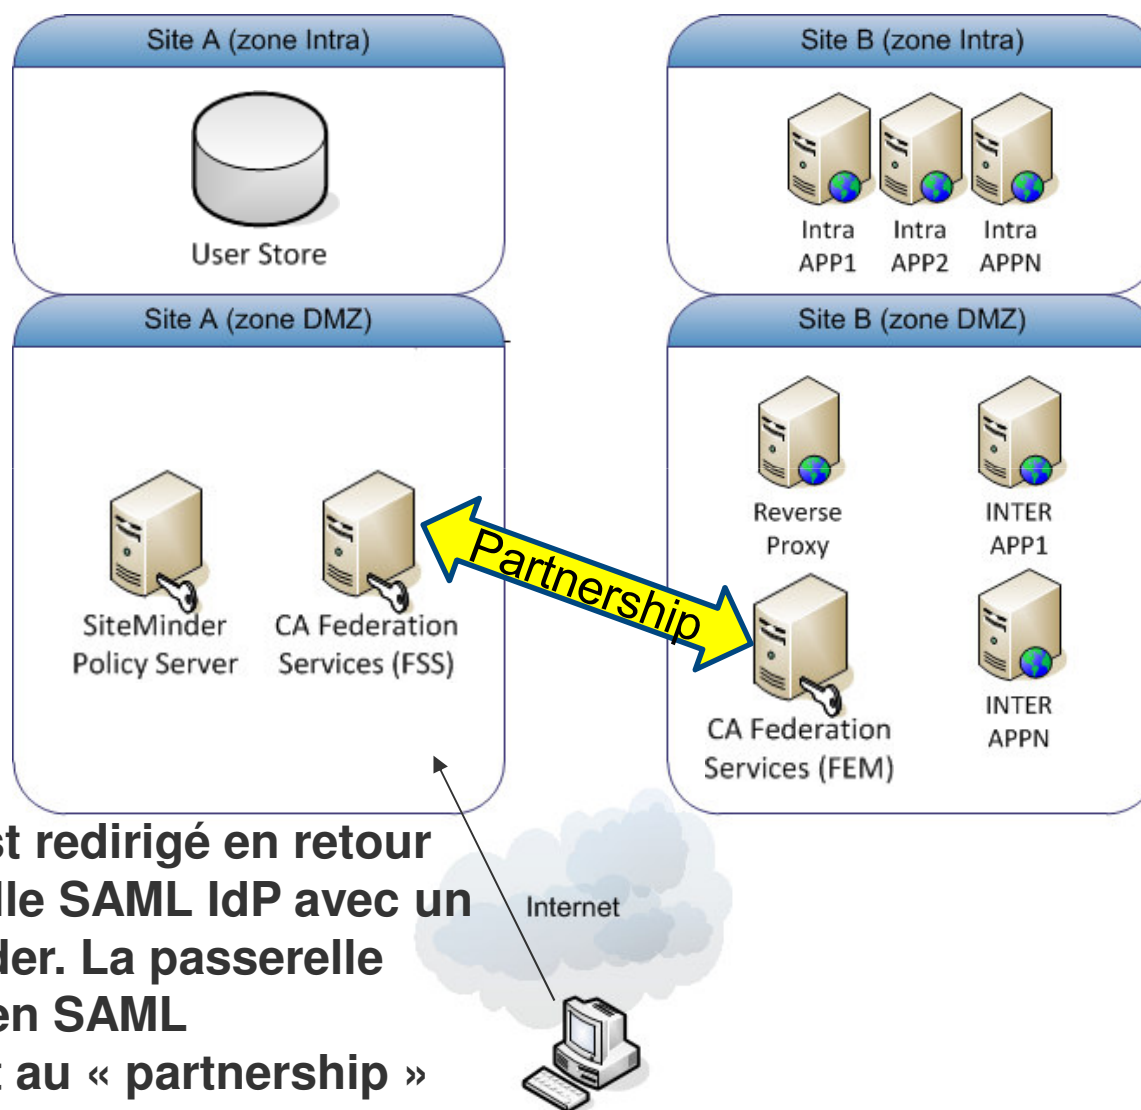 Site A (zone Intra)
User Store
Site B (zone Intra)
Intra APP1
Intra APP2
Intra APPN
Site A (zone DMZ)
SiteMinder
Policy Server
CA Federation
Services (FSS)
Partnership
Site B (zone DMZ)
Reverse
Proxy
INTER
APP1
CA Federation
Services (FEM)
INTER
APPN
st redirigé en retour
lle SAML IdP avec un
der. La passerelle
en SAML
t au « partnership »
Internet